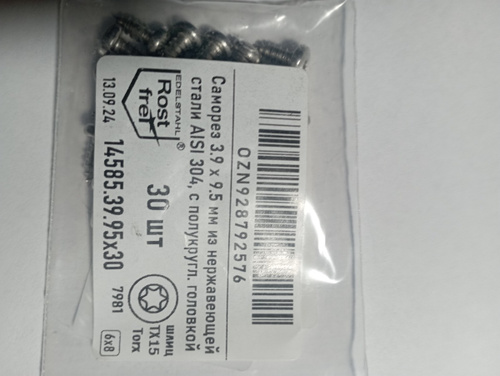 OZN928792576
Саморез 3.9 x 9.5 мм из нержавеющей
стали AISI 304, с полукругл. головкой
EDELSTAHL
Rost
frei
®
30 шт
шлиц
TX15
Torx
13.09.24
14585.39.95x30
7981
6x8